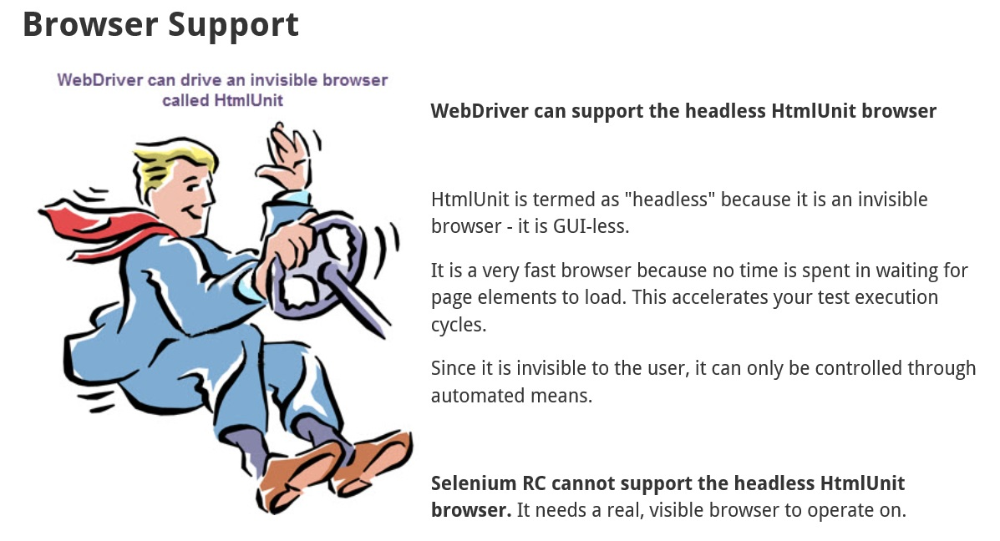 Browser Support
WebDriver can drive an invisible browser
called HtmlUnit
WebDriver can support the headless HtmlUnit browser
HtmlUnit is termed as "headless" because it is an invisible
browser - it is GUI-less.
It is a very fast browser because no time is spent in waiting for
page elements to load. This accelerates your test execution
cycles.
Since it is invisible to the user, it can only be controlled through
automated means.
Selenium RC cannot support the headless HtmlUnit
browser. It needs a real, visible browser to operate on.